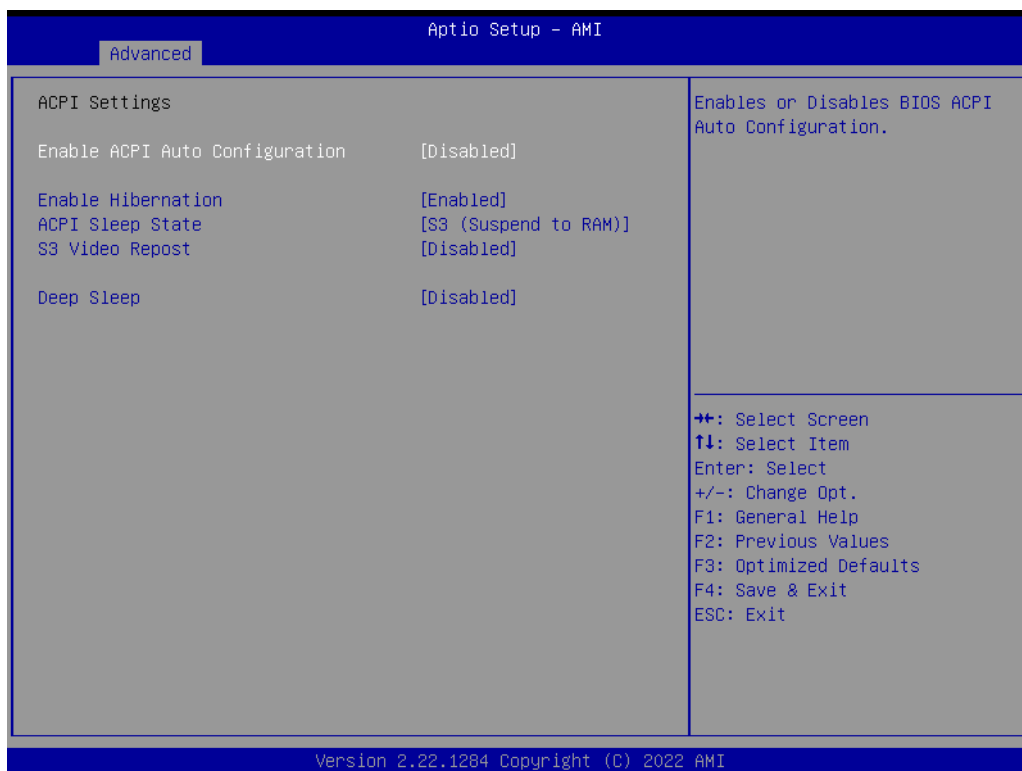 Aptio Setup – AMI
Advanced
ACPI Settings
Enable ACPI Auto Configuration [Disabled]
Enable Hibernation [Enabled]
ACPI Sleep State [S3 (Suspend to RAM)]
S3 Video Repost [Disabled]
Deep Sleep [Disabled]
Enables or Disables BIOS ACPI
Auto Configuration.
→←: Select Screen
↑↓: Select Item
Enter: Select
+/-: Change Opt.
F1: General Help
F2: Previous Values
F3: Optimized Defaults
F4: Save & Exit
ESC: Exit
Version 2.22.1284 Copyright (C) 2022 AMI